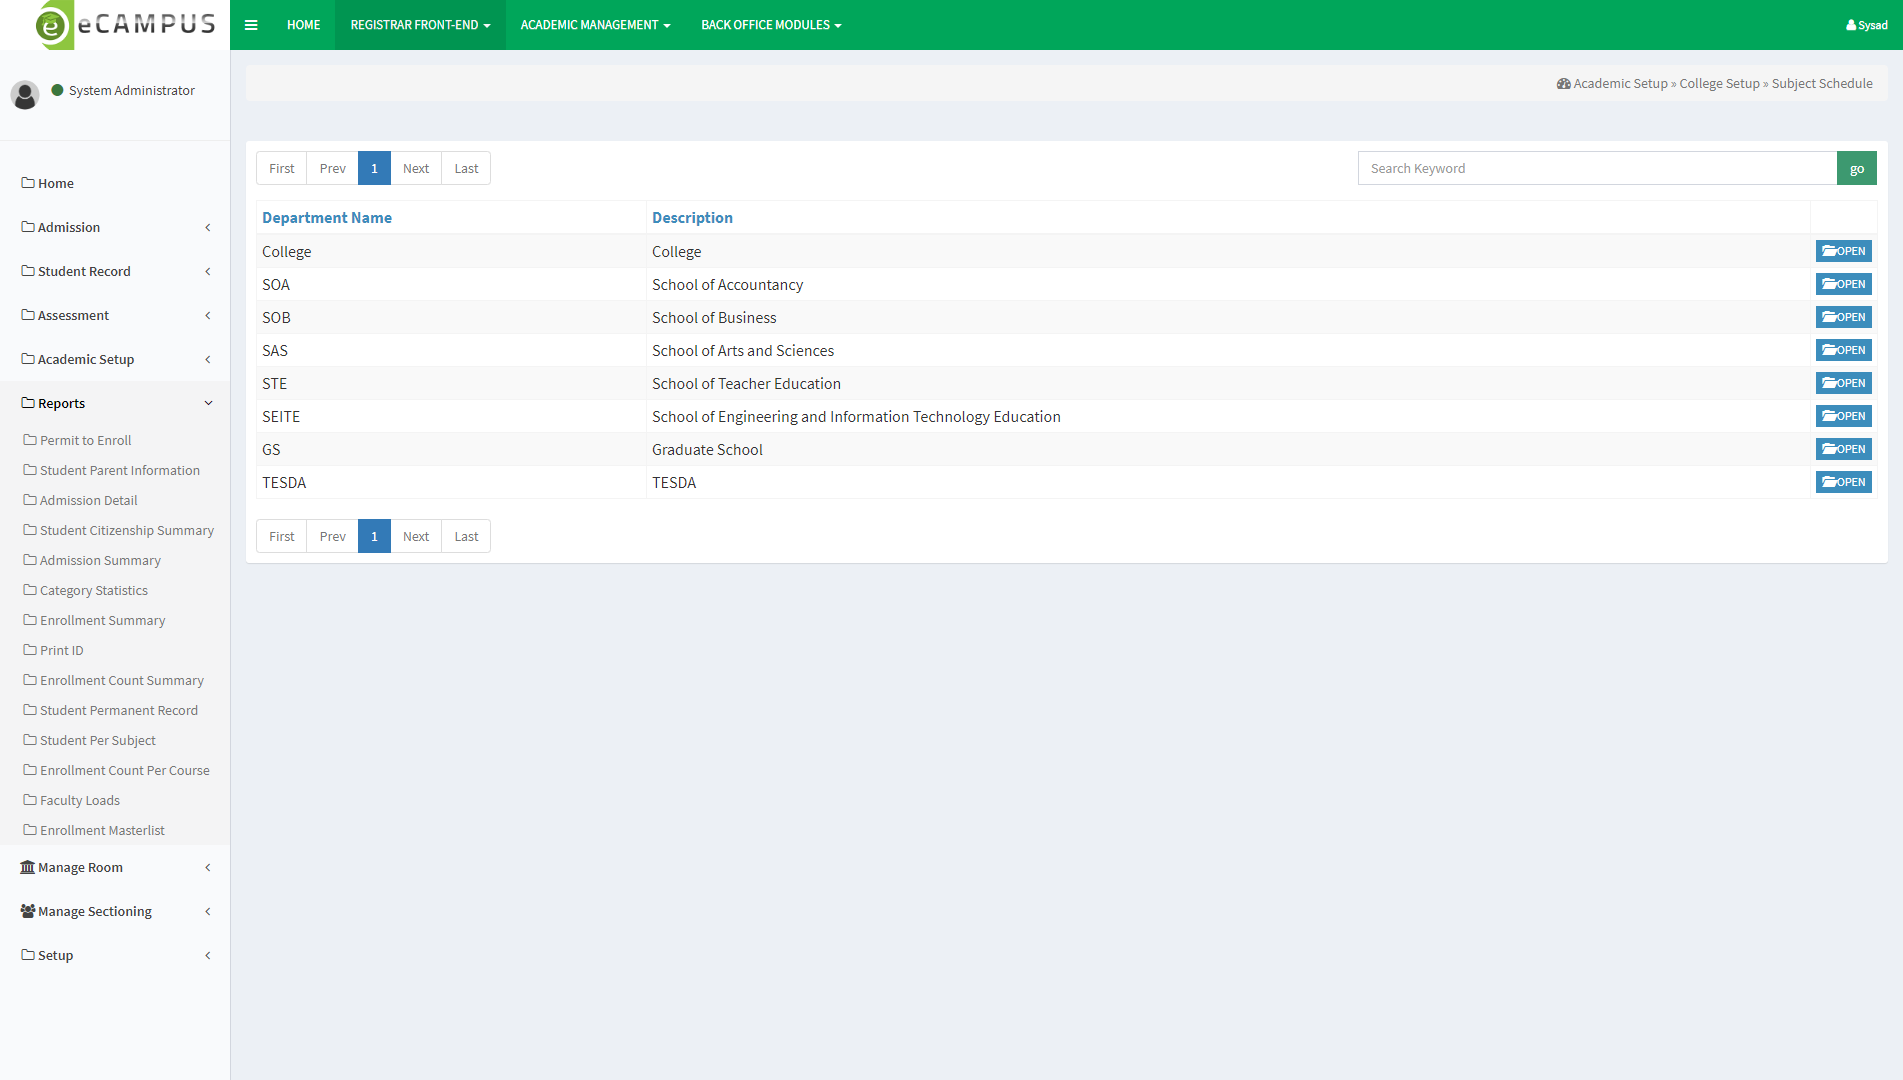 eCAMPUS
HOME
REGISTRAR FRONT-END
ACADEMIC MANAGEMENT
BACK OFFICE MODULES
Sysad
System Administrator
Academic Setup » College Setup » Subject Schedule
Home
Admission
Student Record
Assessment
Academic Setup
Reports
Permit to Enroll
Student Parent Information
Admission Detail
Student Citizenship Summary
Admission Summary
Category Statistics
Enrollment Summary
Print ID
Enrollment Count Summary
Student Permanent Record
Student Per Subject
Enrollment Count Per Course
Faculty Loads
Enrollment Masterlist
Manage Room
Manage Sectioning
Setup
First Prev 1 Next Last
Search Keyword go
Department Name Description
College College OPEN
SOA School of Accountancy OPEN
SOB School of Business OPEN
SAS School of Arts and Sciences OPEN
STE School of Teacher Education OPEN
SEITE School of Engineering and Information Technology Education OPEN
GS Graduate School OPEN
TESDA TESDA OPEN
First Prev 1 Next Last